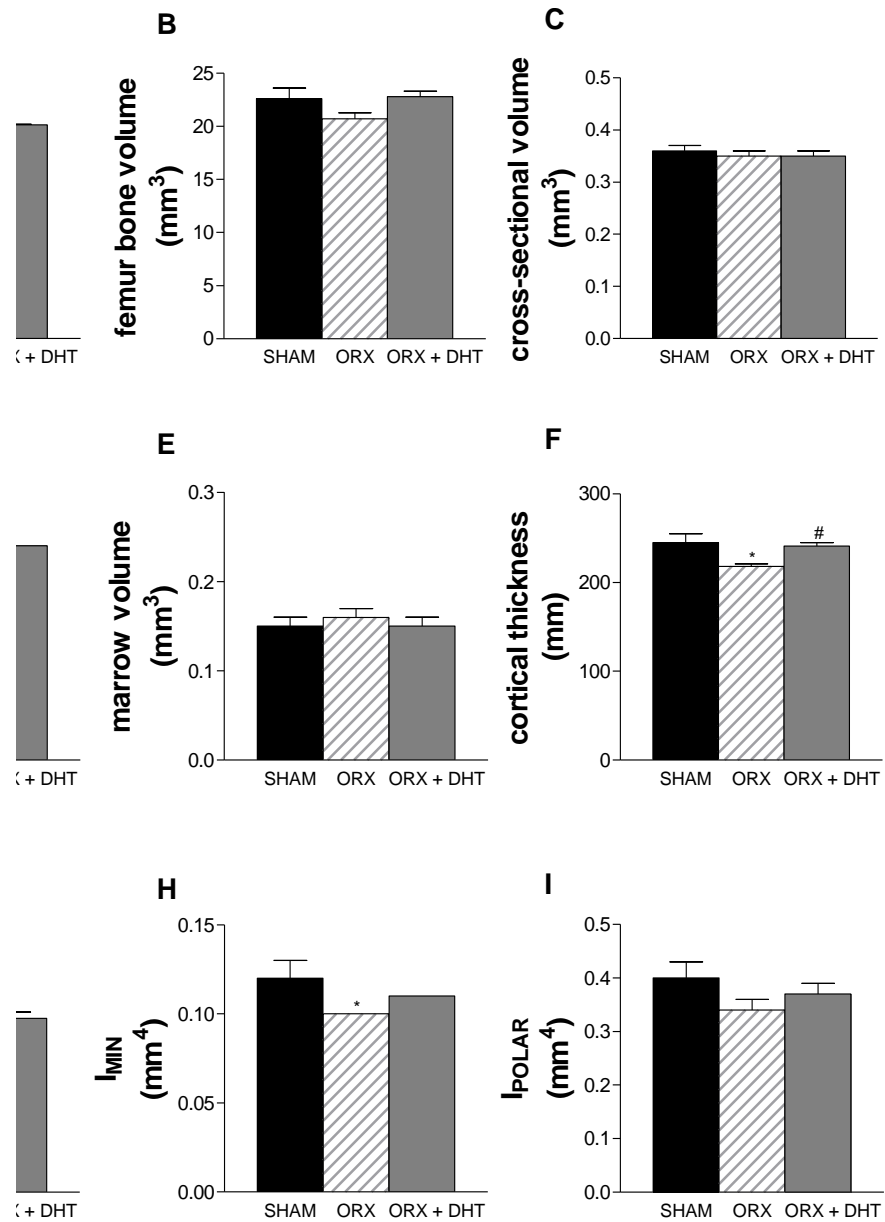 B
femur bone volume
(mm³)
25
20
15
10
5
0
SHAM ORX ORX + DHT
C
cross-sectional volume
(mm³)
0.5
0.4
0.3
0.2
0.1
0.0
SHAM ORX ORX + DHT
+ DHT
E
marrow volume
(mm³)
0.3
0.2
0.1
0.0
SHAM ORX ORX + DHT
F
cortical thickness
(mm)
300
200
100
0
*
#
SHAM ORX ORX + DHT
+ DHT
H
IMIN
(mm⁴)
0.15
0.10
0.05
0.00
*
SHAM ORX ORX + DHT
I
IPOLAR
(mm⁴)
0.5
0.4
0.3
0.2
0.1
0.0
SHAM ORX ORX + DHT
+ DHT